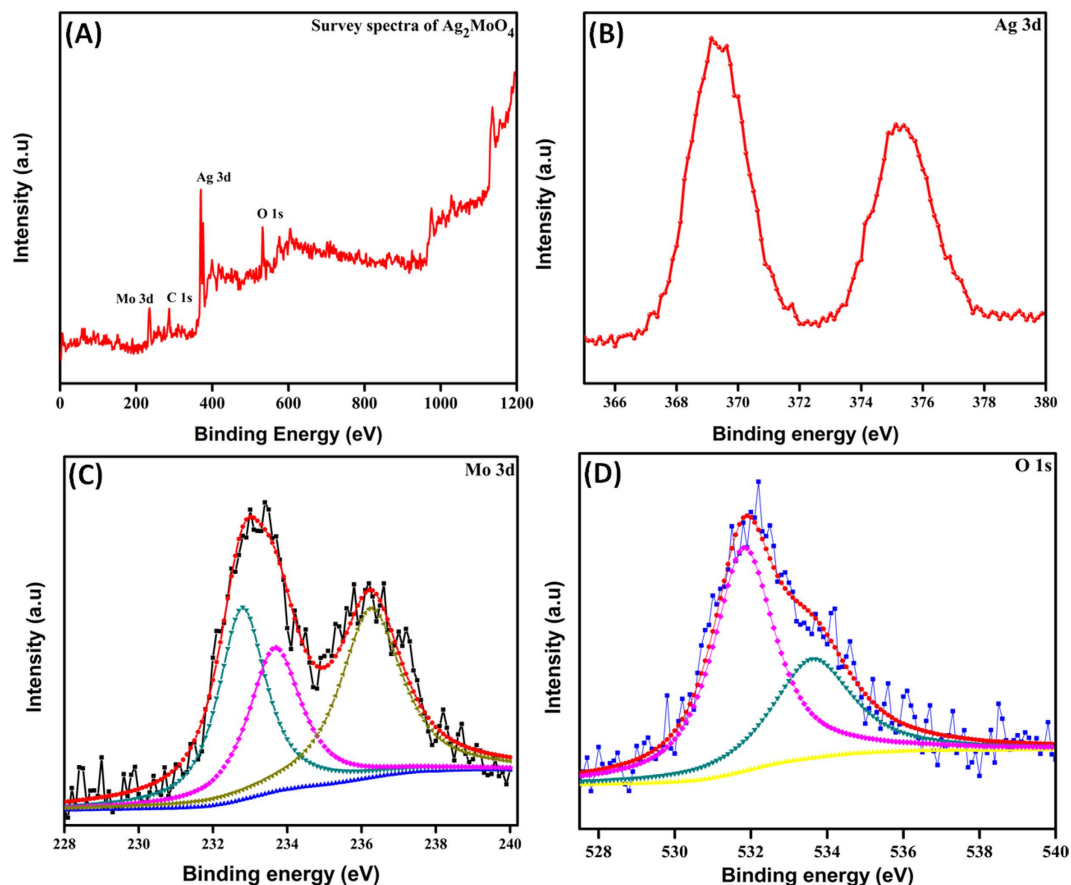 (A)
Survey spectra of Ag2MoO4
Intensity (a.u)
Ag 3d
O 1s
Mo 3d
C 1s
0 200 400 600 800 1000 1200
Binding Energy (eV)
(B)
Ag 3d
Intensity (a.u)
366 368 370 372 374 376 378 380
Binding energy (eV)
(C)
Mo 3d
Intensity (a.u)
228 230 232 234 236 238 240
Binding energy (eV)
(D)
O 1s
Intensity (a.u)
528 530 532 534 536 538 540
Binding energy (eV)